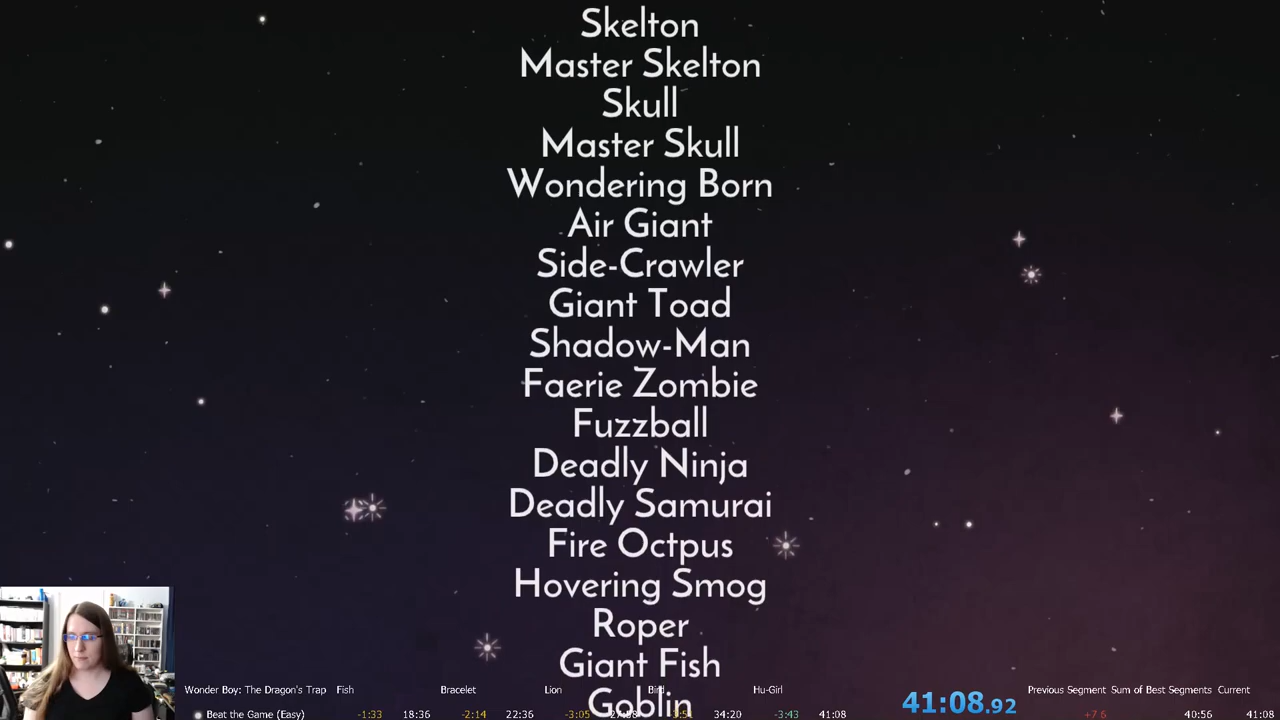 Skelton
Master Skelton
Skull
Master Skull
Wondering Born
Air Giant
Side-Crawler
Giant Toad
Shadow-Man
Faerie Zombie
Fuzzball
Deadly Ninja
Deadly Samurai
Fire Octpus
Hovering Smog
Roper
Giant Fish
Goblin
Wonder Boy: The Dragon's Trap Fish Bracelet Lion Bird Hu-Girl 41:08.92 Previous Segment Sum of Best Segments Current
Beat the Game (Easy) -1:33 18:36 -2:14 22:36 -3:05 34:20 -3:43 41:08 +7.6 40:56 41:08